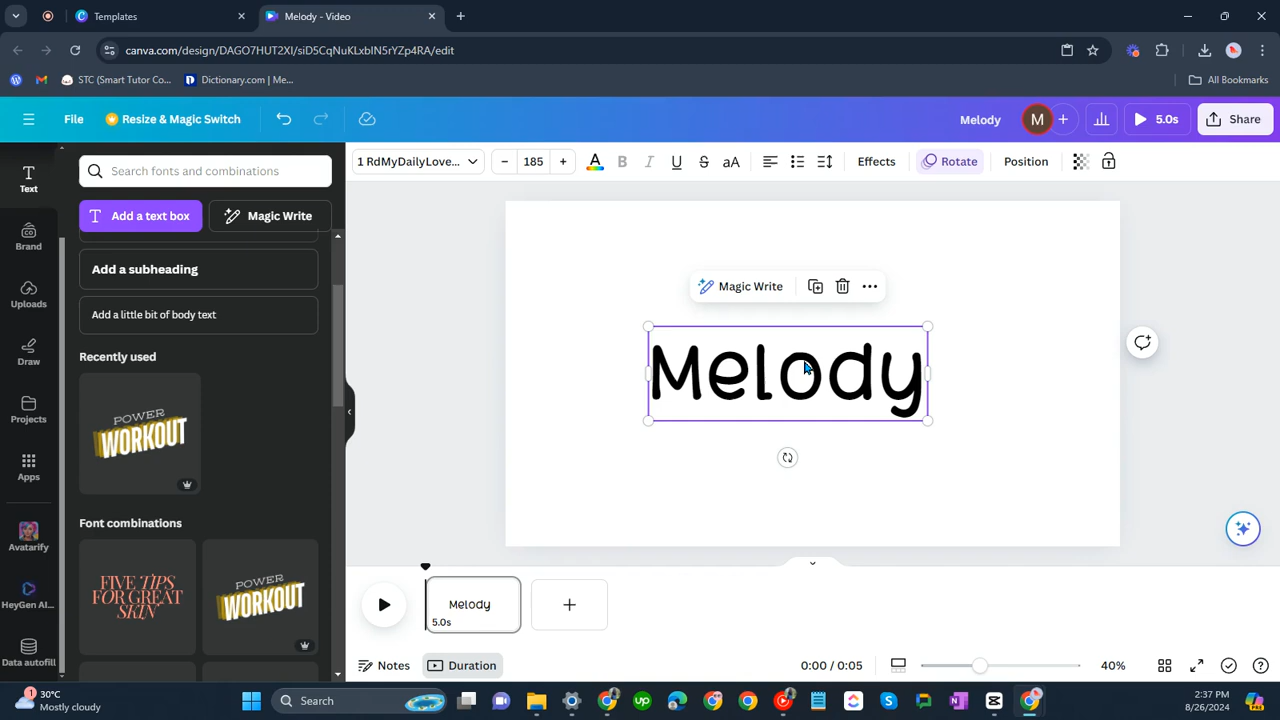 Templates
Melody - Video
canva.com/design/DAGO7HUT2XI/siD5CqNuKLxbIN5rYZp4RA/edit
STC (Smart Tutor Co...
Dictionary.com | Me...
All Bookmarks
File
Resize & Magic Switch
Melody
M
5.0s
Share
Text
Search fonts and combinations
1 RdMyDailyLove...
185
aA
Effects
Rotate
Position
Add a text box
Magic Write
Brand
Add a subheading
Add a little bit of body text
Uploads
Magic Write
Draw
Recently used
Melody
Projects
POWER
WORKOUT
Apps
Font combinations
Avatarify
FIVE TIPS
FOR GREAT
SKIN
POWER
WORKOUT
HeyGen AI...
Melody
5.0s
Data autofill
Notes
Duration
0:00 / 0:05
40%
1
30°C
Mostly cloudy
Search
2:37 PM
8/26/2024